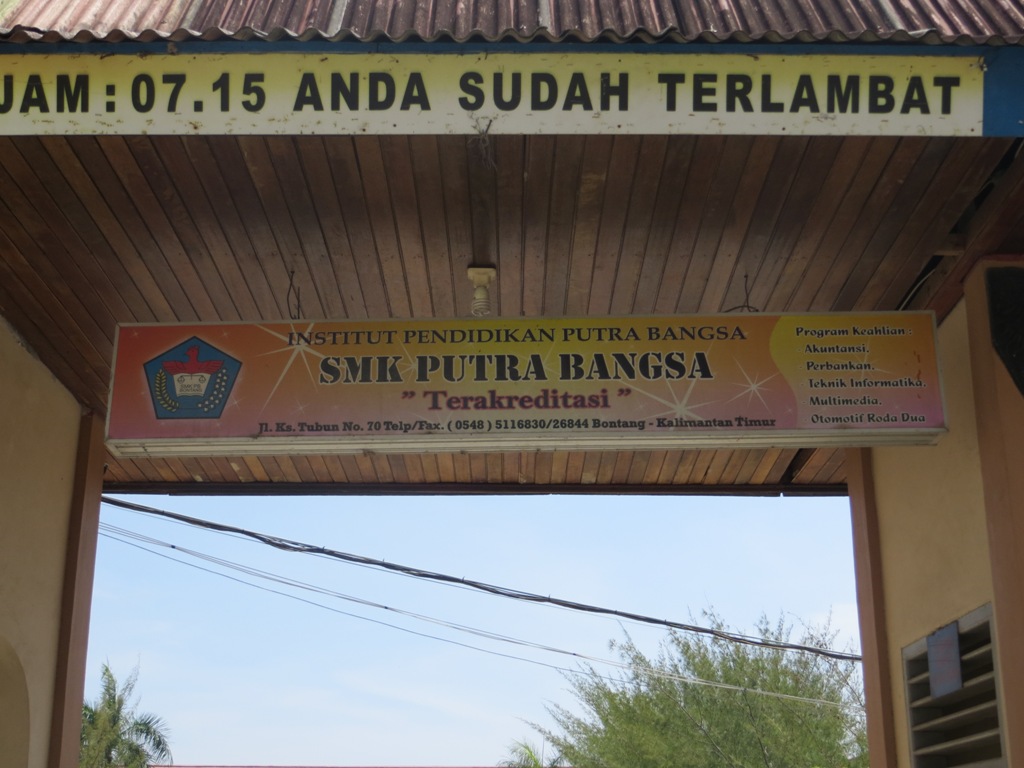 JAM : 07.15 ANDA SUDAH TERLAMBAT
INSTITUT PENDIDIKAN PUTRA BANGSA
SMK PUTRA BANGSA
" Terakreditasi "
Jl. Ks. Tubun No. 70 Telp/Fax. ( 0548 ) 5116830/26844 Bontang - Kalimantan Timur
Program Keahlian :
Akuntansi.
Perbankan.
Teknik Informatika.
Multimedia.
Otomotif Roda Dua